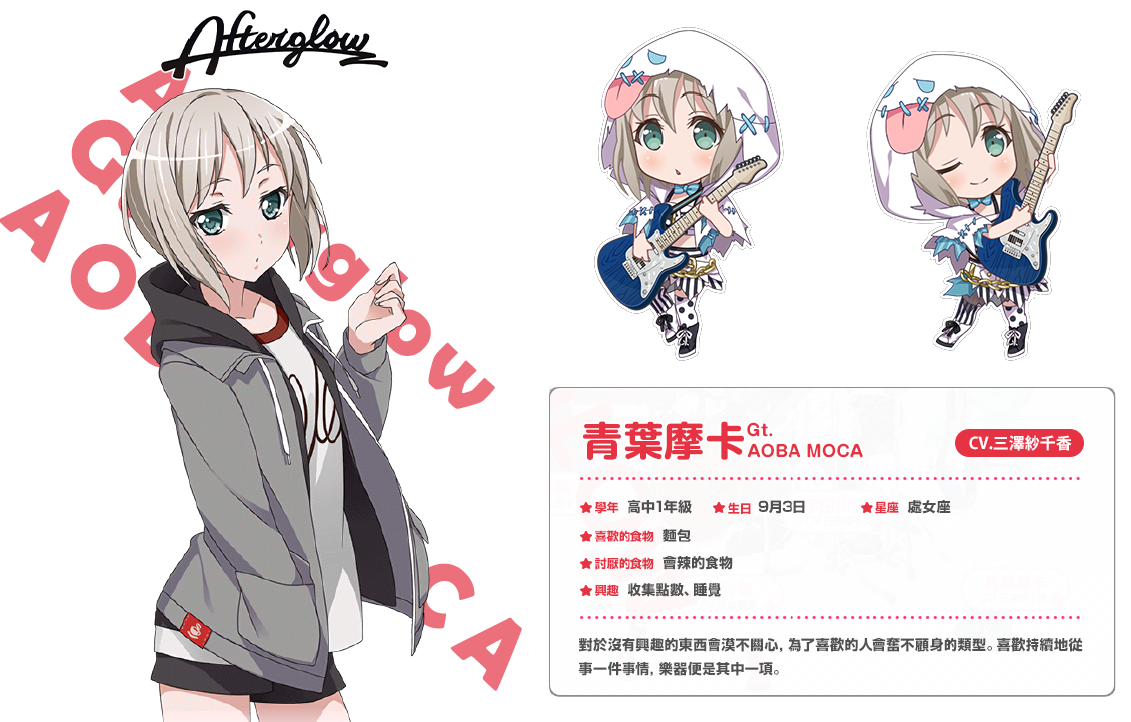 Afterglow
Afterglow
AOBA MOCA
青葉摩卡
Gt.
AOBA MOCA
CV.三澤紗千香
★學年 高中1年級 ★生日 9月3日 ★星座 處女座
★喜歡的食物 麵包
★討厭的食物 會辣的食物
★興趣 收集點數、睡覺
對於沒有興趣的東西會漠不關心, 為了喜歡的人會奮不顧身的類型。喜歡持續地從
事一件事情, 樂器便是其中一項。